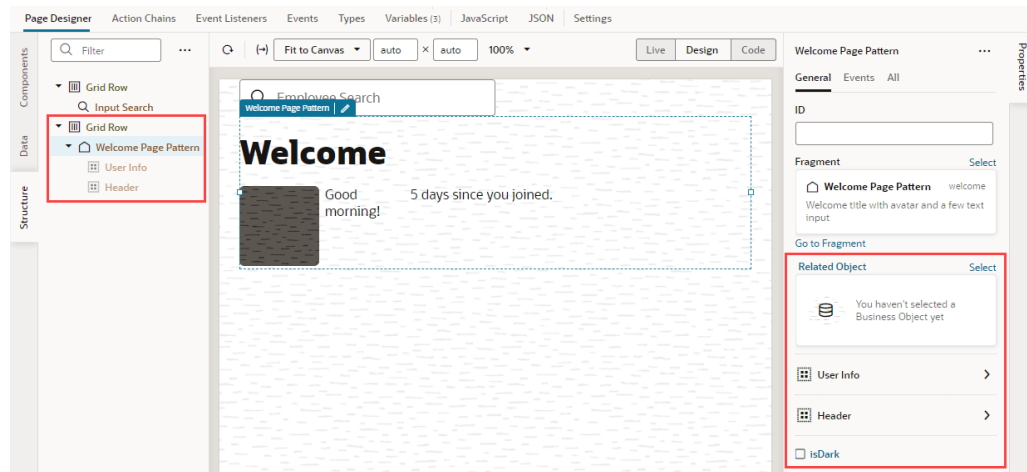 Page Designer Action Chains Event Listeners Events Types Variables (3) JavaScript JSON Settings
Components
Data
Structure
Filter
Grid Row
Input Search
Grid Row
Welcome Page Pattern
User Info
Header
Fit to Canvas auto × auto 100% Live Design Code
Employee Search
Welcome Page Pattern
Welcome
Good
morning!
5 days since you joined.
Welcome Page Pattern
General Events All
ID
Fragment Select
Welcome Page Pattern welcome
Welcome title with avatar and a few text
input
Go to Fragment
Related Object Select
You haven't selected a
Business Object yet
User Info
Header
isDark
Properties